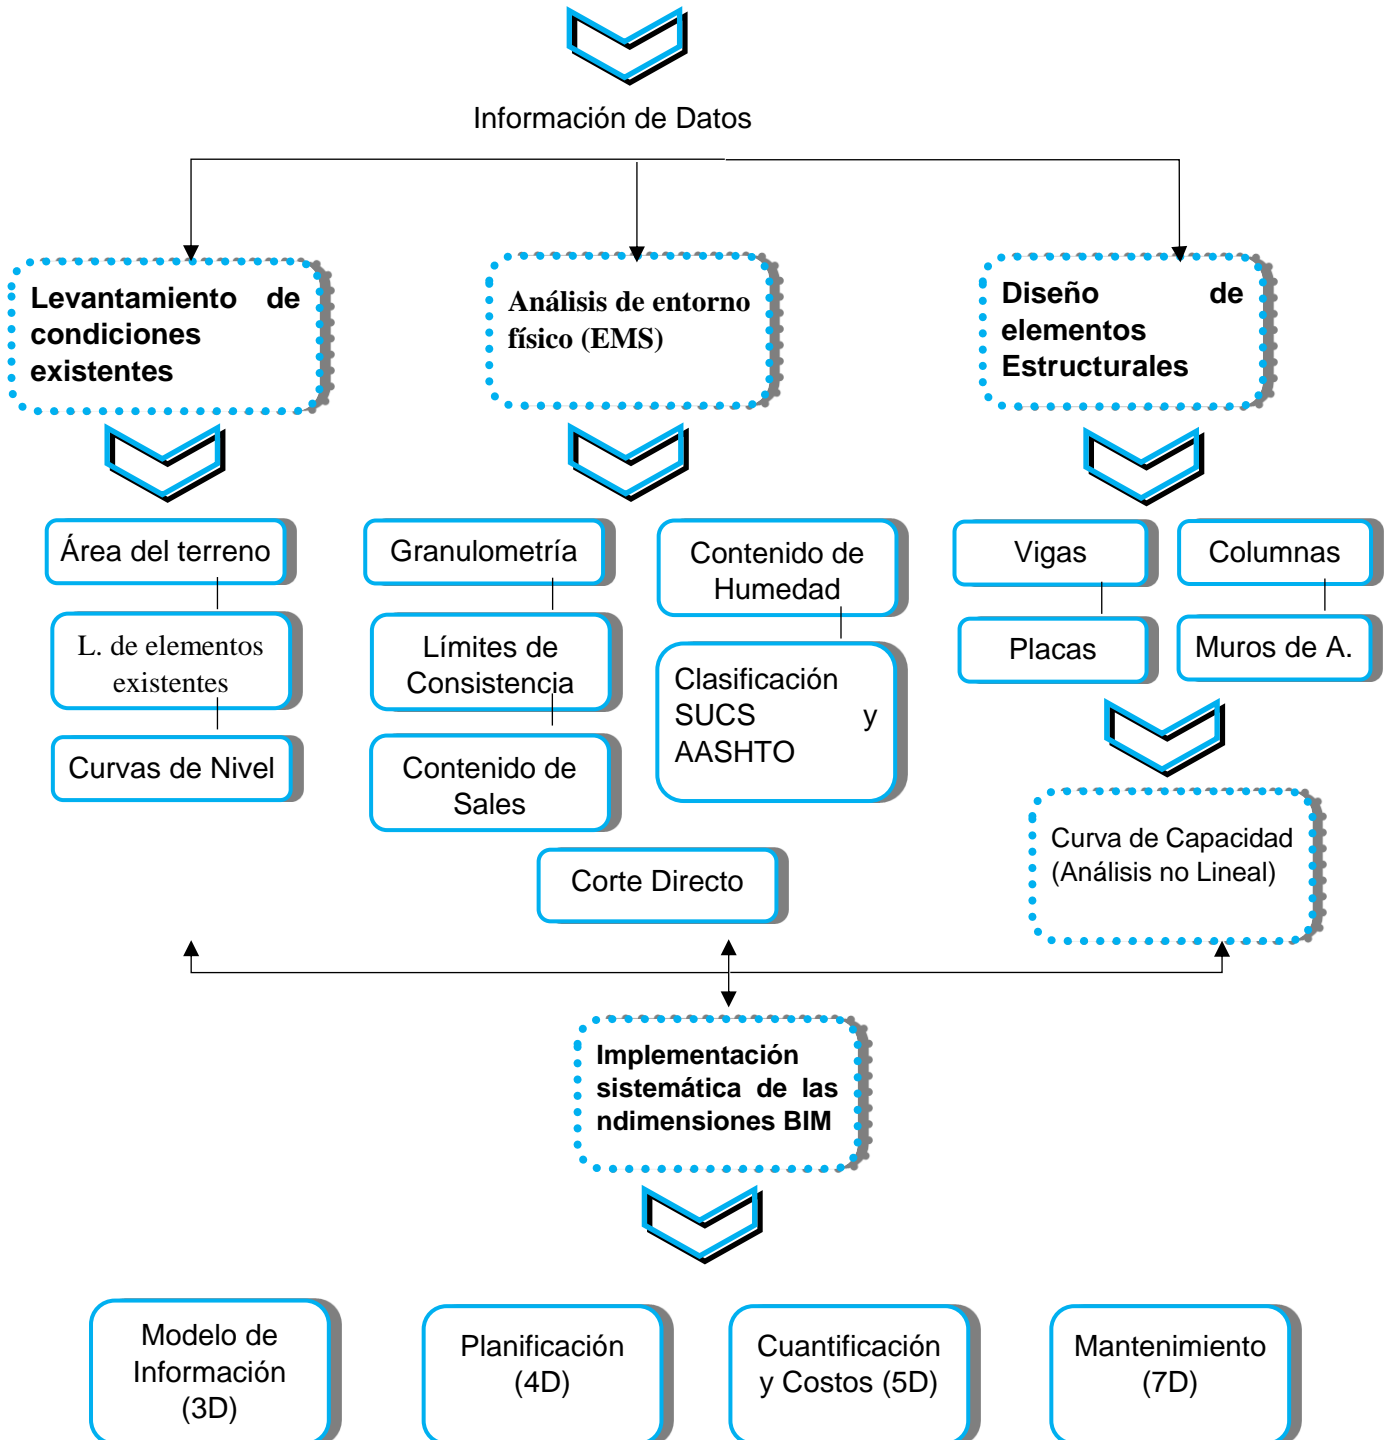 Información de Datos
Levantamiento de
condiciones
existentes
Análisis de entorno
físico (EMS)
Diseño de
elementos
Estructurales
Área del terreno
L. de elementos
existentes
Curvas de Nivel
Granulometría
Límites de
Consistencia
Contenido de
Sales
Contenido de
Humedad
Clasificación
SUCS y
AASHTO
Corte Directo
Vigas
Placas
Columnas
Muros de A.
Curva de Capacidad
(Análisis no Lineal)
Implementación
sistemática de las
ndimensiones BIM
Modelo de
Información
(3D)
Planificación
(4D)
Cuantificación
y Costos (5D)
Mantenimiento
(7D)